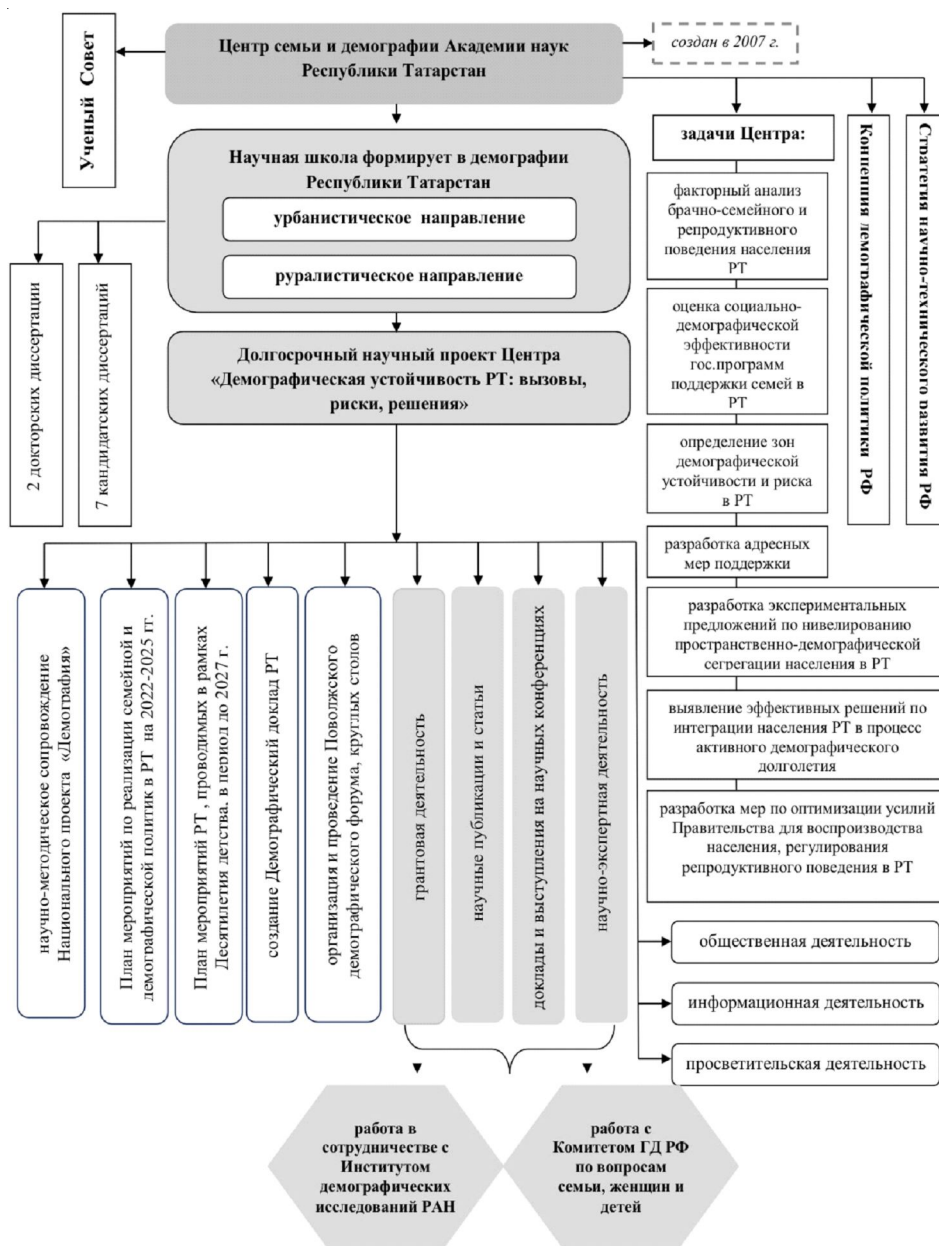 Ученый Совет
Центр семьи и демографии Академии наук
Республики Татарстан
создан в 2007 г.
Научная школа формирует в демографии
Республики Татарстан
урбанистическое направление
руралистическое направление
2 докторских диссертации
7 кандидатских диссертаций
Долгосрочный научный проект Центра
«Демографическая устойчивость РТ: вызовы,
риски, решения»
задачи Центра:
факторный анализ
брачно-семейного и
репродуктивного
поведения населения
РТ
оценка социально-
демографической
эффективности
гос.программ
поддержки семей в
РТ
определение зон
демографической
устойчивости и риска
в РТ
разработка адресных
мер поддержки
разработка экспериментальных
предложений по нивелированию
пространственно-демографической
сегрегации населения в РТ
выявление эффективных решений по
интеграции населения РТ в процесс
активного демографического
долголетия
разработка мер по оптимизации усилий
Правительства для воспроизводства
населения, регулирования
репродуктивного поведения в РТ
Концепция демографической политики РФ
Стратегия научно-технического развития РФ
научно-методическое сопровождение
Национального проекта «Демография»
План мероприятий по реализации семейной и
демографической политик в РТ на 2022-2025 гг.
План мероприятий РТ , проводимых в рамках
Десятилетия детства. в период до 2027 г.
создание Демографический доклад РТ
организация и проведение Поволжского
демографического форума, круглых столов
грантовая деятельность
научные публикации и статьи
доклады и выступления на научных конференциях
научно-экспертная деятельность
общественная деятельность
информационная деятельность
просветительская деятельность
работа в
сотрудничестве с
Институтом
демографических
исследований РАН
работа с
Комитетом ГД РФ
по вопросам
семьи, женщин и
детей